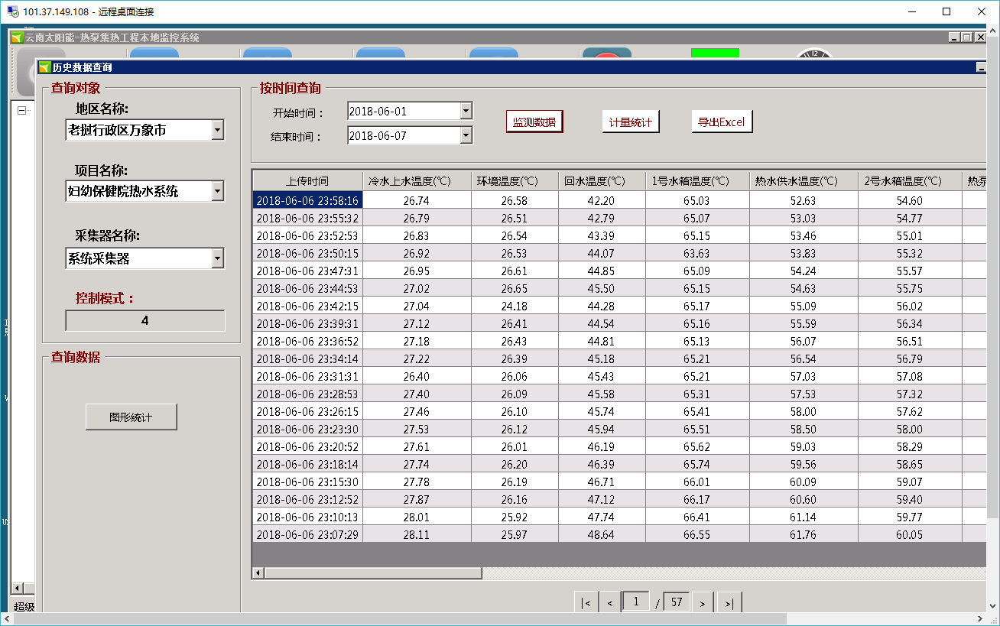 101.37.149.108 - 远程桌面连接
云南太阳能-热泵集热工程本地监控系统
12
历史数据查询
查询对象
地区名称:
老挝行政区万象市
项目名称:
妇幼保健院热水系统
采集器名称:
系统采集器
控制模式：
4
查询数据
图形统计
超级
按时间查询
开始时间： 2018-06-01
结束时间： 2018-06-07
监测数据 计量统计 导出Excel
上传时间 冷水上水温度(℃) 环境温度(℃) 回水温度(℃) 1号水箱温度(℃) 热水供水温度(℃) 2号水箱温度(℃) 热泵
2018-06-06 23:58:16 26.74 26.58 42.20 65.03 52.63 54.60
2018-06-06 23:55:32 26.79 26.51 42.79 65.07 53.03 54.77
2018-06-06 23:52:53 26.83 26.54 43.39 65.15 53.46 55.01
2018-06-06 23:50:15 26.92 26.53 44.07 63.63 53.83 55.32
2018-06-06 23:47:31 26.95 26.61 44.85 65.09 54.24 55.57
2018-06-06 23:44:53 27.02 26.65 45.50 65.15 54.63 55.75
2018-06-06 23:42:15 27.04 24.18 44.28 65.17 55.09 56.02
2018-06-06 23:39:31 27.12 26.41 44.54 65.16 55.59 56.34
2018-06-06 23:36:52 27.18 26.43 44.81 65.13 56.07 56.51
2018-06-06 23:34:14 27.22 26.39 45.18 65.21 56.54 56.79
2018-06-06 23:31:31 26.40 26.06 45.43 65.21 57.03 57.08
2018-06-06 23:28:53 27.40 26.09 45.58 65.31 57.53 57.32
2018-06-06 23:26:15 27.46 26.10 45.74 65.41 58.00 57.62
2018-06-06 23:23:30 27.53 26.12 45.94 65.51 58.50 58.00
2018-06-06 23:20:52 27.61 26.01 46.19 65.62 59.03 58.29
2018-06-06 23:18:14 27.74 26.20 46.39 65.74 59.56 58.65
2018-06-06 23:15:30 27.78 26.19 46.71 66.01 60.09 59.07
2018-06-06 23:12:52 27.87 26.16 47.12 66.17 60.60 59.40
2018-06-06 23:10:13 28.01 25.92 47.74 66.41 61.14 59.77
2018-06-06 23:07:29 28.11 25.97 48.64 66.55 61.76 60.05
|< < 1 / 57 > >|